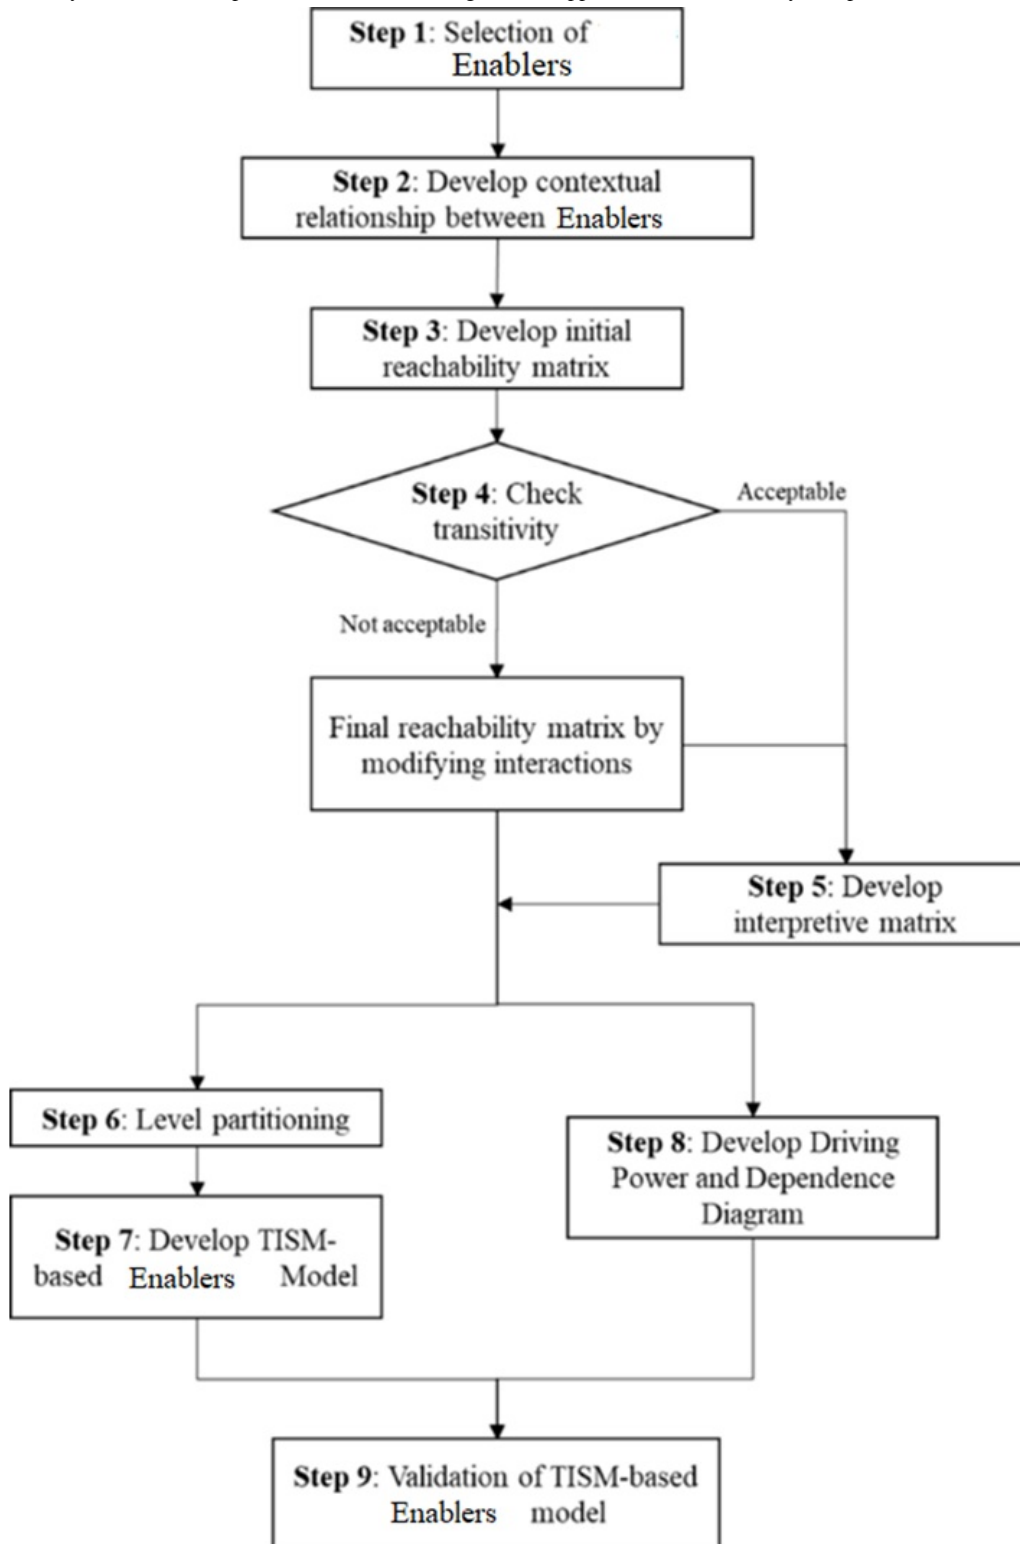 Step 1: Selection of
Enablers
Step 2: Develop contextual
relationship between Enablers
Step 3: Develop initial
reachability matrix
Step 4: Check
transitivity
Acceptable
Not acceptable
Final reachability matrix by
modifying interactions
Step 5: Develop
interpretive matrix
Step 6: Level partitioning
Step 7: Develop TISM-
based Enablers Model
Step 8: Develop Driving
Power and Dependence
Diagram
Step 9: Validation of TISM-based
Enablers model